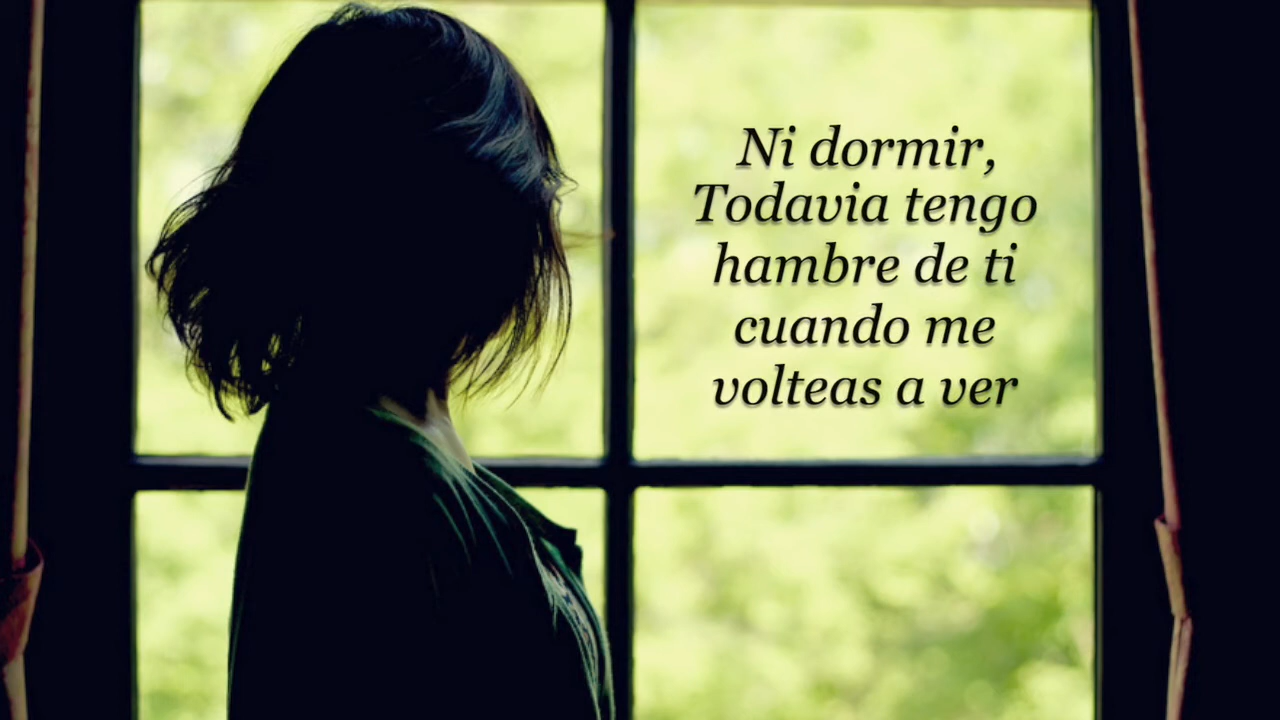 Ni dormir,
Todavia tengo
hambre de ti
cuando me
volteas a ver